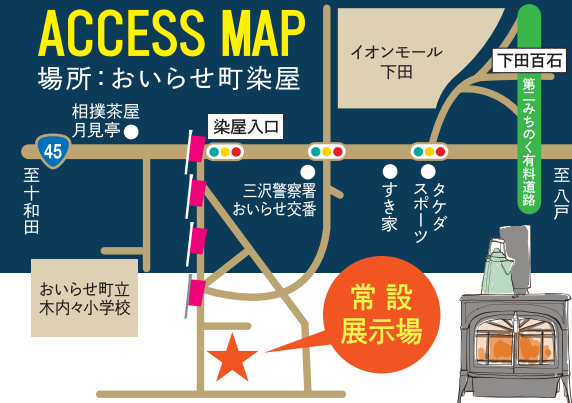 ACCESS MAP
場所：おいらせ町染屋
イオンモール
下田
下田百石
第二みちのく有料道路
相撲茶屋
月見亭
染屋入口
45
至十和田
三沢警察署
おいらせ交番
すき家
タケダ
スポーツ
至八戸
おいらせ町立
木内々小学校
常設
展示場